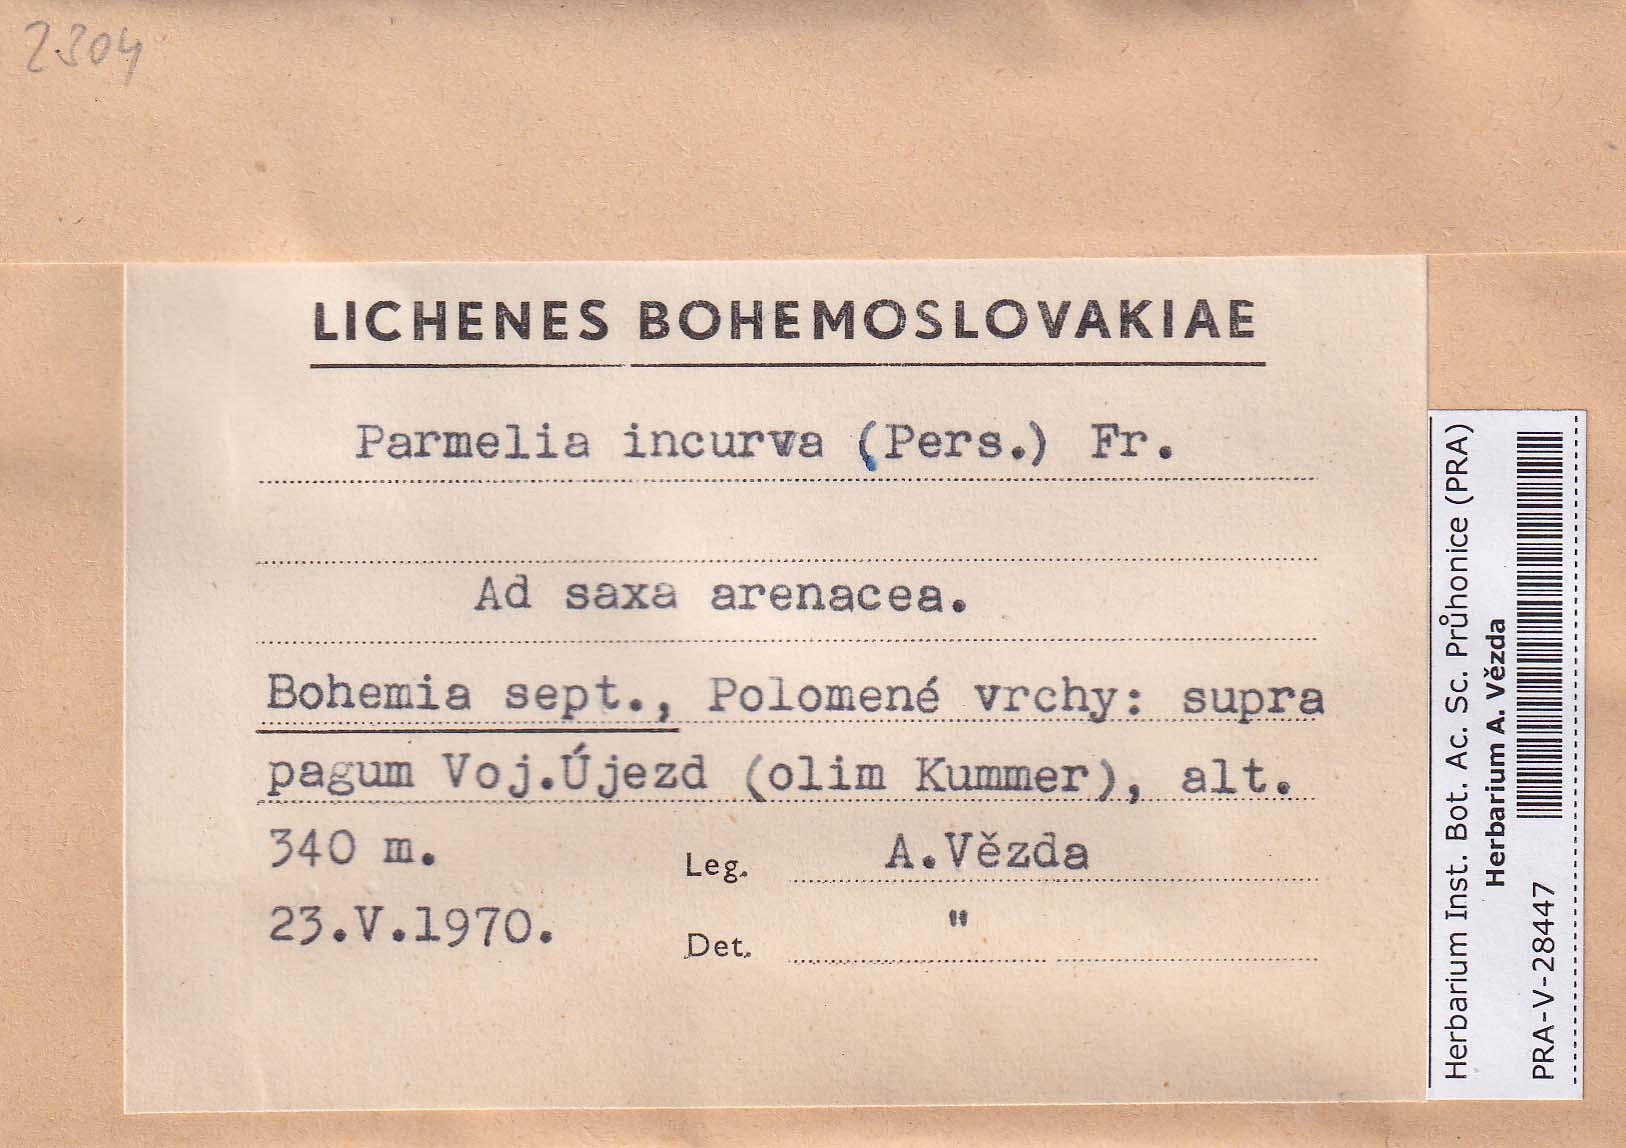 2304
LICHENES BOHEMOSLOVAKIAE
Parmelia incurva (Pers.) Fr.
Ad saxa arenacea.
Bohemia sept., Polomené vrchy: supra
pagum Voj.Újezd (olim Kummer), alt.
340 m.
Leg. A.Vězda
23.V.1970.
Det. "
Herbarium Inst. Bot. Ac. Sc. Průhonice (PRA)
Herbarium A. Vězda
PRA-V-28447